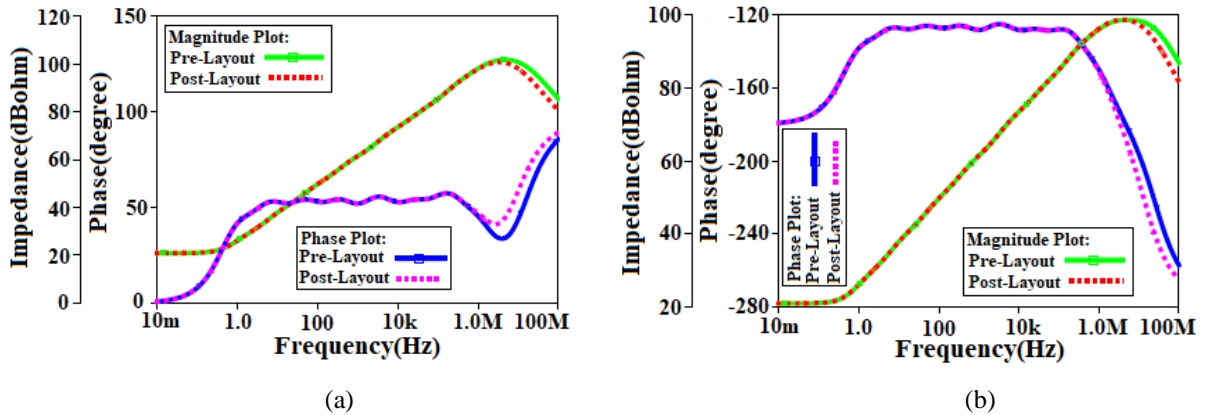 Impedance(dBohm)
120
100
80
60
40
20
0
Phase(degree)
150
100
50
0
Magnitude Plot:
Pre-Layout
Post-Layout
Phase Plot:
Pre-Layout
Post-Layout
10m 1.0 100 10k 1.0M 100M
Frequency(Hz)
(a)
Impedance(dBohm)
100
80
60
40
20
Phase(degree)
-120
-160
-200
-240
-280
Phase Plot:
Pre-Layout
Post-Layout
Magnitude Plot:
Pre-Layout
Post-Layout
10m 1.0 100 10k 1.0M 100M
Frequency(Hz)
(b)